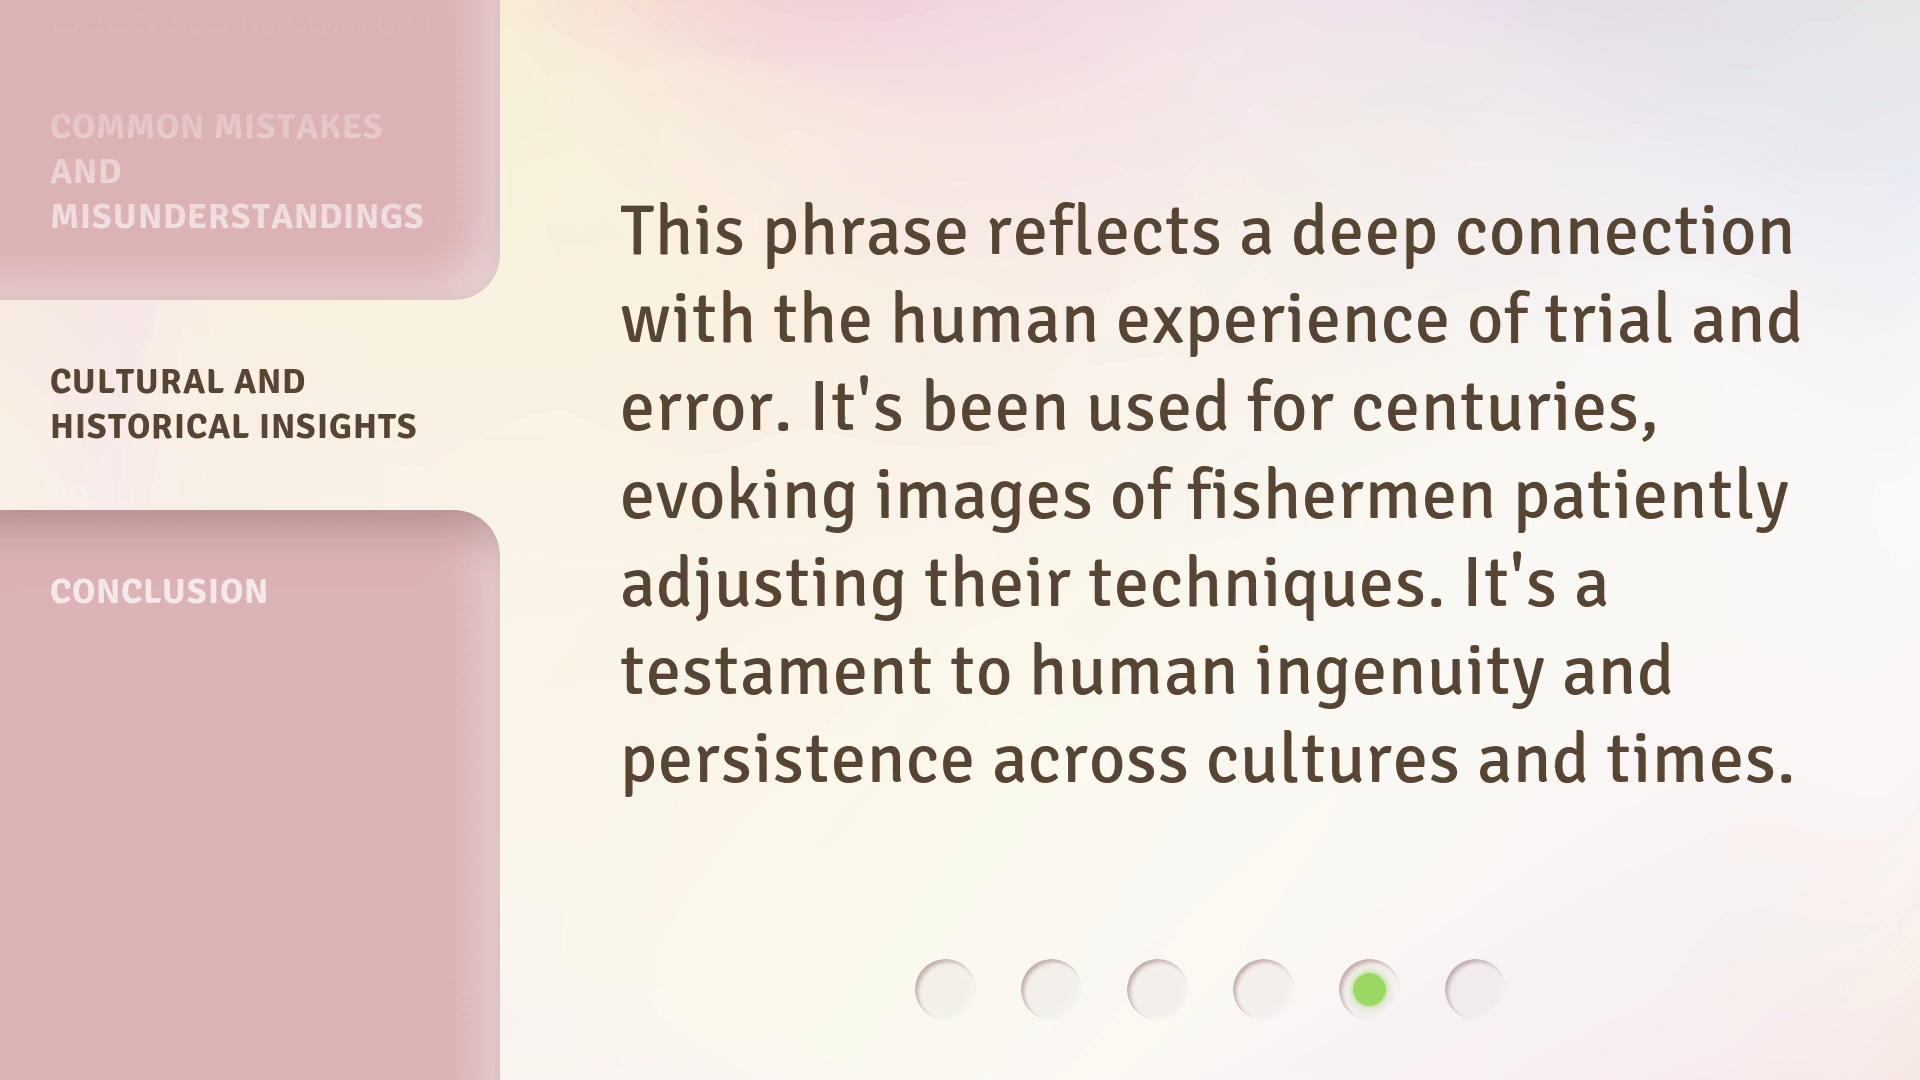 COMMON MISTAKES
AND
MISUNDERSTANDINGS
CULTURAL AND
HISTORICAL INSIGHTS
CONCLUSION
This phrase reflects a deep connection
with the human experience of trial and
error. It's been used for centuries,
evoking images of fishermen patiently
adjusting their techniques. It's a
testament to human ingenuity and
persistence across cultures and times.